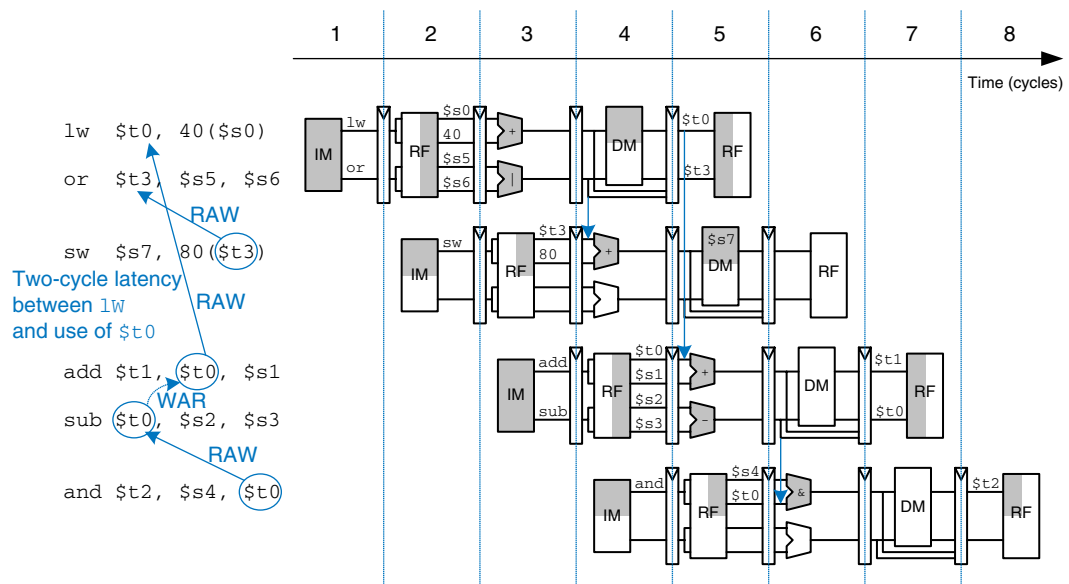 1 2 3 4 5 6 7 8
Time (cycles)
lw $t0, 40($s0)
or $t3, $s5, $s6
RAW
sw $s7, 80($t3)
Two-cycle latency
between lW
and use of $t0
RAW
add $t1, $t0, $s1
WAR
sub $t0, $s2, $s3
RAW
and $t2, $s4, $t0
IM
lw
or
RF
$s0
40
$s5
$s6
+
|
DM
$t0
$t3
RF
IM
sw
RF
$t3
80
+
$s7
DM
RF
IM
add
sub
RF
$t0
$s1
$s2
$s3
+
-
DM
$t1
$t0
RF
IM
and
RF
$s4
$t0
&
DM
$t2
RF